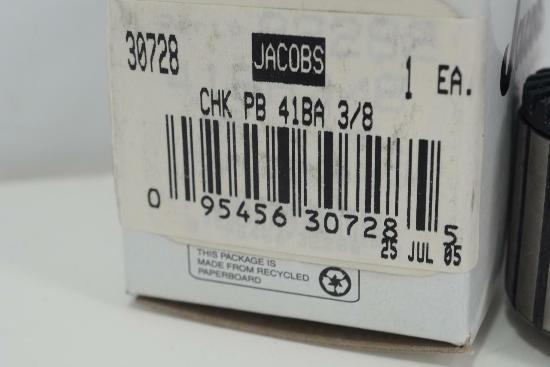 30728 JACOBS 1 EA.
CHK PB 41BA 3/8
0 95456 30728 5
25 JUL 05
THIS PACKAGE IS
MADE FROM RECYCLED
PAPERBOARD